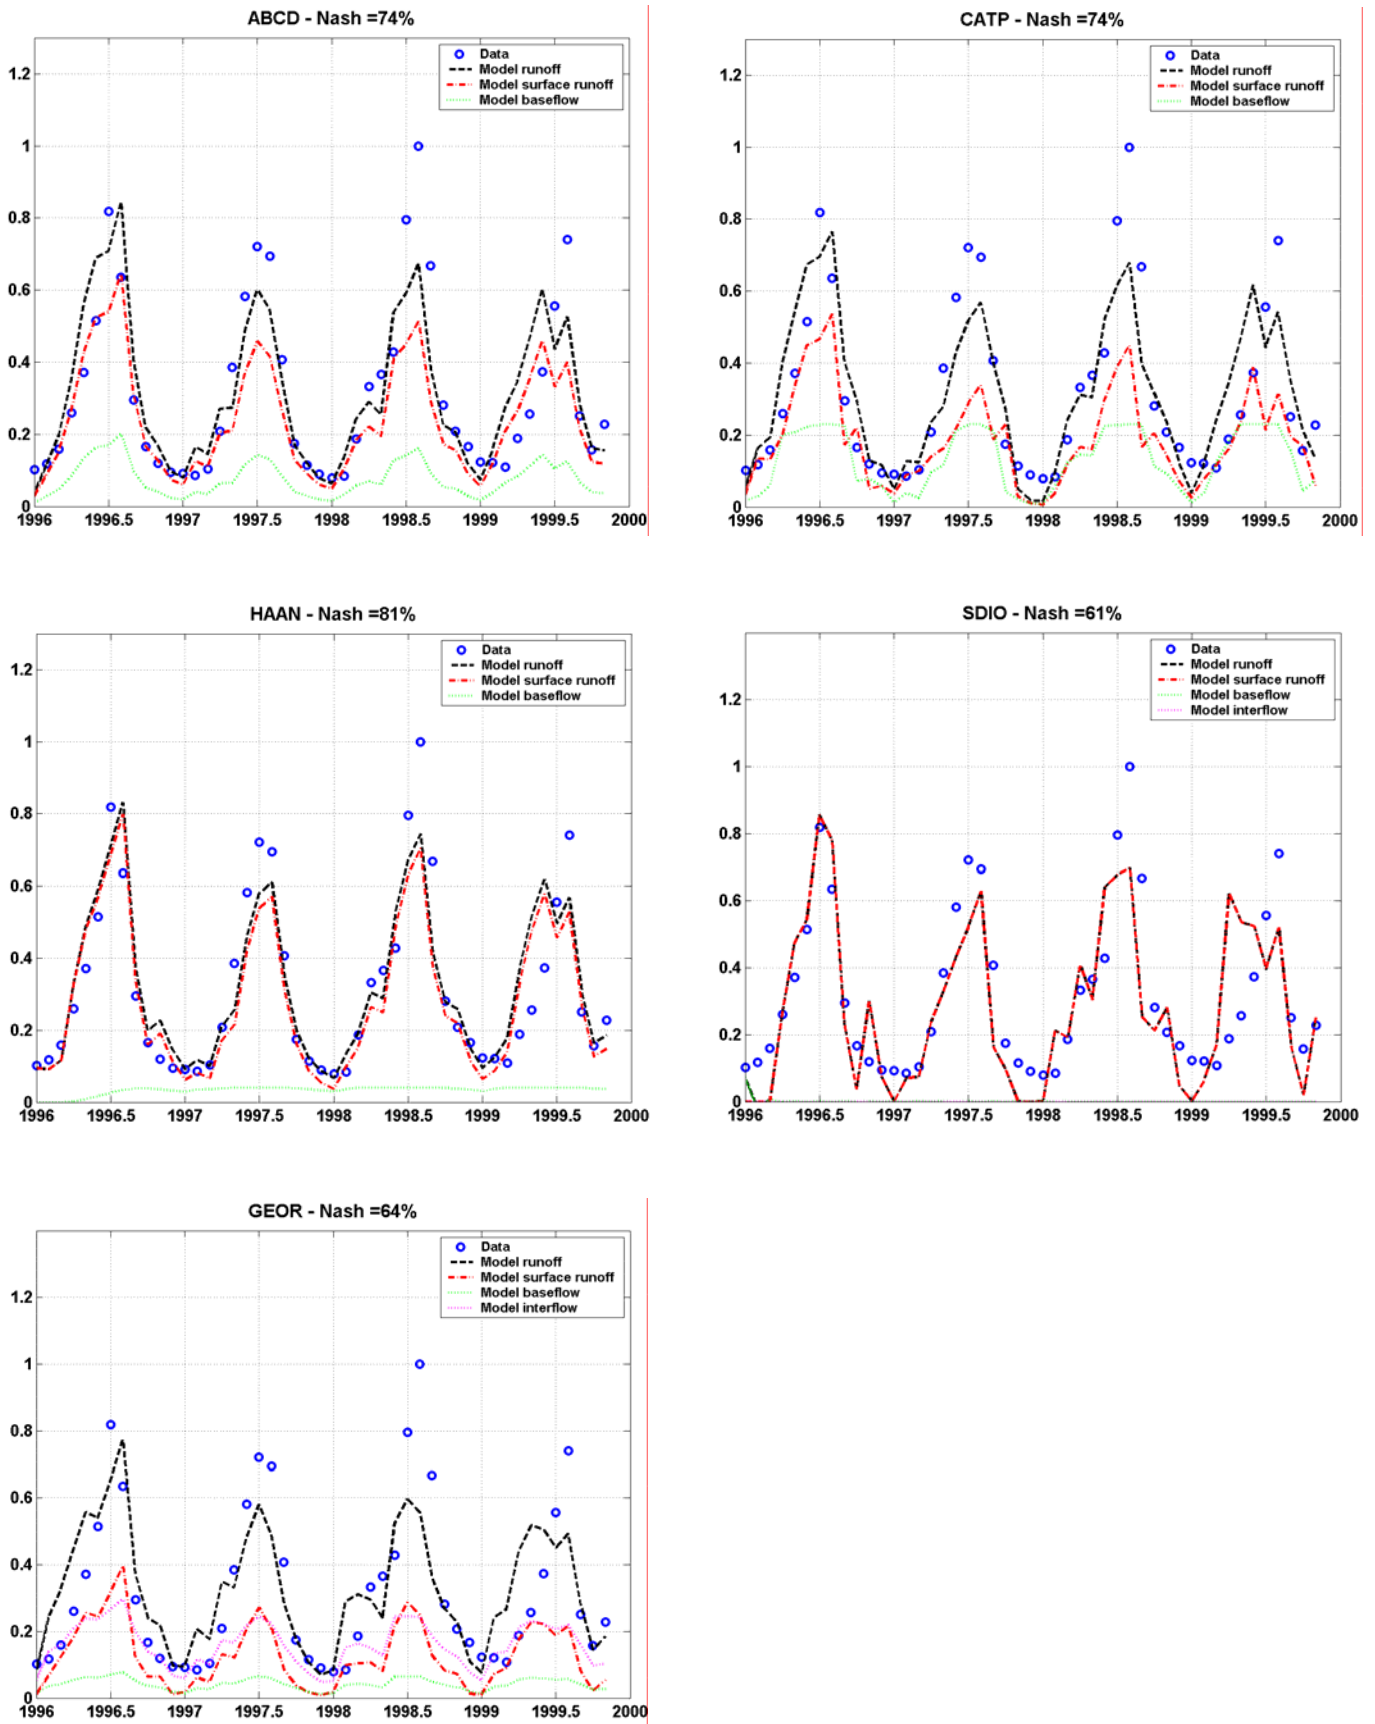 ABCD - Nash =74%
Data
Model runoff
Model surface runoff
Model baseflow
1.2
1
0.8
0.6
0.4
0.2
0
1996 1996.5 1997 1997.5 1998 1998.5 1999 1999.5 2000
CATP - Nash =74%
Data
Model runoff
Model surface runoff
Model baseflow
1.2
1
0.8
0.6
0.4
0.2
0
1996 1996.5 1997 1997.5 1998 1998.5 1999 1999.5 2000
HAAN - Nash =81%
Data
Model runoff
Model surface runoff
Model baseflow
1.2
1
0.8
0.6
0.4
0.2
0
1996 1996.5 1997 1997.5 1998 1998.5 1999 1999.5 2000
SDIO - Nash =61%
Data
Model runoff
Model surface runoff
Model baseflow
Model interflow
1.2
1
0.8
0.6
0.4
0.2
0
1996 1996.5 1997 1997.5 1998 1998.5 1999 1999.5 2000
GEOR - Nash =64%
Data
Model runoff
Model surface runoff
Model baseflow
Model interflow
1.2
1
0.8
0.6
0.4
0.2
0
1996 1996.5 1997 1997.5 1998 1998.5 1999 1999.5 2000